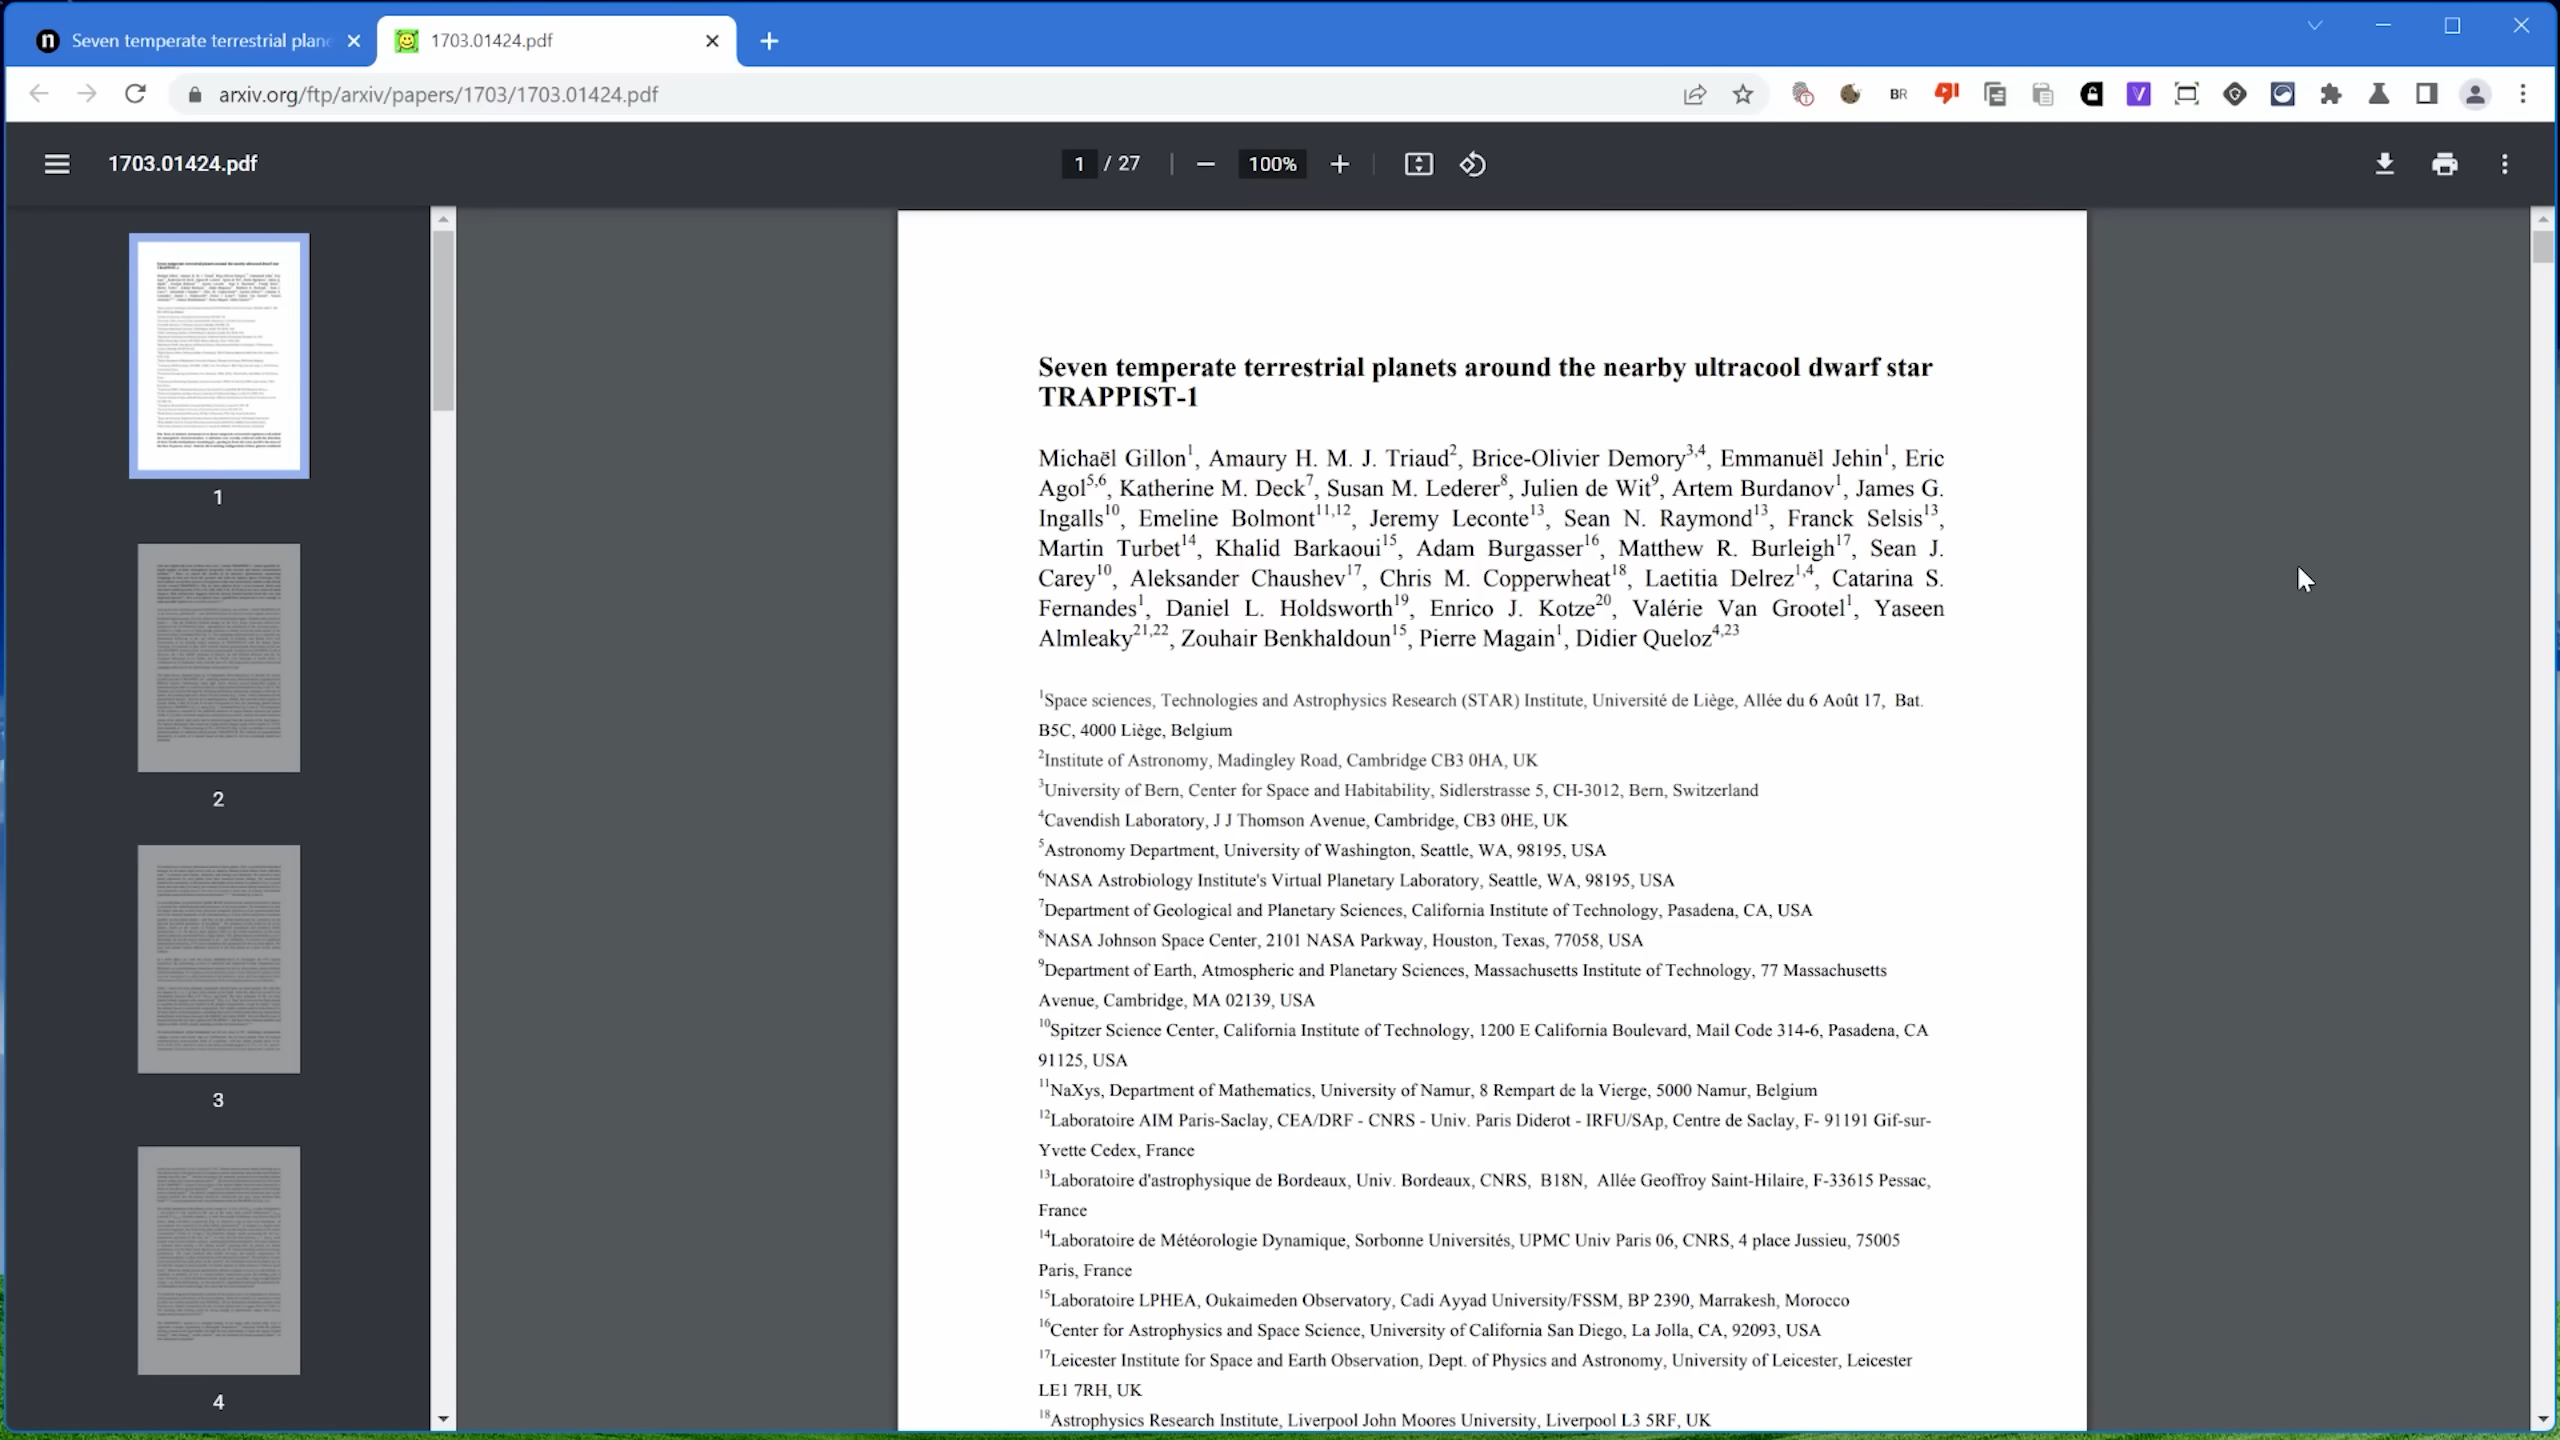 Seven temperate terrestrial plane
1703.01424.pdf
arxiv.org/ftp/arxiv/papers/1703/1703.01424.pdf
BR
1703.01424.pdf
1 / 27
100%
1
2
3
4
Seven temperate terrestrial planets around the nearby ultracool dwarf star
TRAPPIST-1
Michaël Gillon1, Amaury H. M. J. Triaud2, Brice-Olivier Demory3,4, Emmanuël Jehin1, Eric
Agol5,6, Katherine M. Deck7, Susan M. Lederer8, Julien de Wit9, Artem Burdanov1, James G.
Ingalls10, Emeline Bolmont11,12, Jeremy Leconte13, Sean N. Raymond13, Franck Selsis13,
Martin Turbet14, Khalid Barkaoui15, Adam Burgasser16, Matthew R. Burleigh17, Sean J.
Carey10, Aleksander Chaushev17, Chris M. Copperwheat18, Laetitia Delrez1,4, Catarina S.
Fernandes1, Daniel L. Holdsworth19, Enrico J. Kotze20, Valérie Van Grootel1, Yaseen
Almleaky21,22, Zouhair Benkhaldoun15, Pierre Magain1, Didier Queloz4,23
1Space sciences, Technologies and Astrophysics Research (STAR) Institute, Université de Liège, Allée du 6 Août 17, Bat.
B5C, 4000 Liège, Belgium
2Institute of Astronomy, Madingley Road, Cambridge CB3 0HA, UK
3University of Bern, Center for Space and Habitability, Sidlerstrasse 5, CH-3012, Bern, Switzerland
4Cavendish Laboratory, J J Thomson Avenue, Cambridge, CB3 0HE, UK
5Astronomy Department, University of Washington, Seattle, WA, 98195, USA
6NASA Astrobiology Institute's Virtual Planetary Laboratory, Seattle, WA, 98195, USA
7Department of Geological and Planetary Sciences, California Institute of Technology, Pasadena, CA, USA
8NASA Johnson Space Center, 2101 NASA Parkway, Houston, Texas, 77058, USA
9Department of Earth, Atmospheric and Planetary Sciences, Massachusetts Institute of Technology, 77 Massachusetts
Avenue, Cambridge, MA 02139, USA
10Spitzer Science Center, California Institute of Technology, 1200 E California Boulevard, Mail Code 314-6, Pasadena, CA
91125, USA
11NaXys, Department of Mathematics, University of Namur, 8 Rempart de la Vierge, 5000 Namur, Belgium
12Laboratoire AIM Paris-Saclay, CEA/DRF - CNRS - Univ. Paris Diderot - IRFU/SAp, Centre de Saclay, F- 91191 Gif-sur-
Yvette Cedex, France
13Laboratoire d'astrophysique de Bordeaux, Univ. Bordeaux, CNRS, B18N, Allée Geoffroy Saint-Hilaire, F-33615 Pessac,
France
14Laboratoire de Météorologie Dynamique, Sorbonne Universités, UPMC Univ Paris 06, CNRS, 4 place Jussieu, 75005
Paris, France
15Laboratoire LPHEA, Oukaimeden Observatory, Cadi Ayyad University/FSSM, BP 2390, Marrakesh, Morocco
16Center for Astrophysics and Space Science, University of California San Diego, La Jolla, CA, 92093, USA
17Leicester Institute for Space and Earth Observation, Dept. of Physics and Astronomy, University of Leicester, Leicester
LE1 7RH, UK
18Astrophysics Research Institute, Liverpool John Moores University, Liverpool L3 5RF, UK